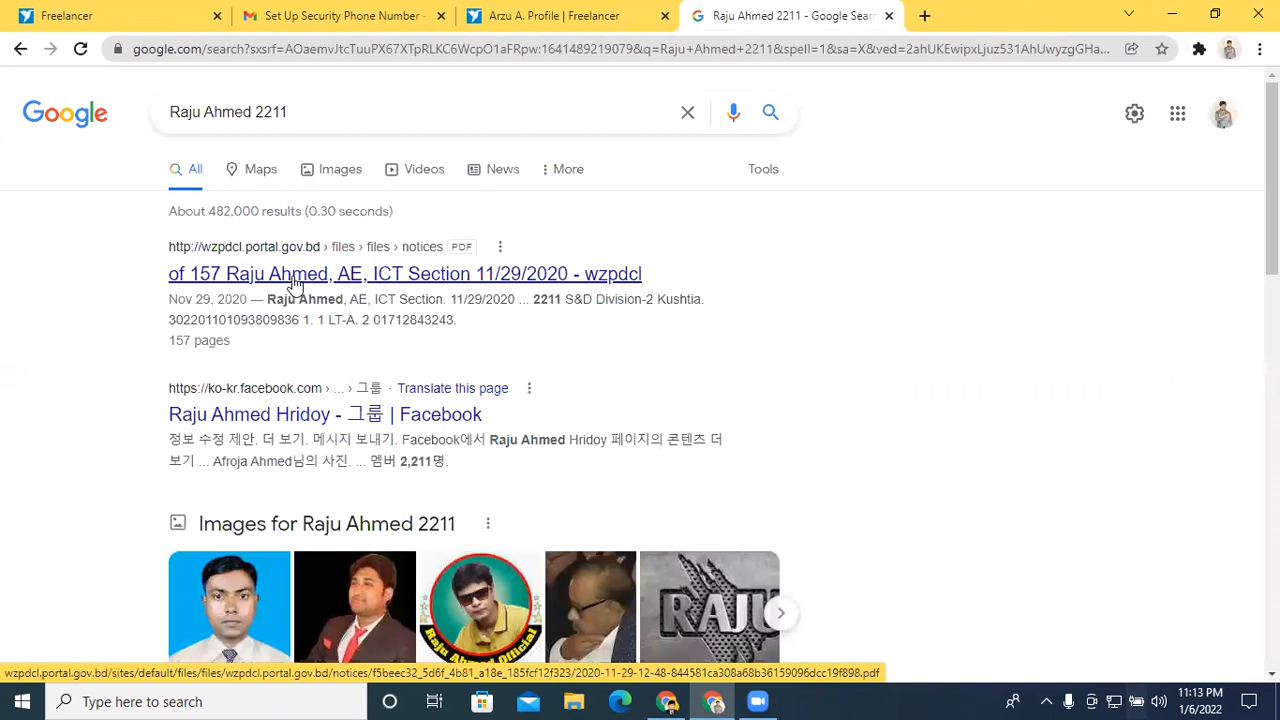 Freelancer
Set Up Security Phone Number -
Arzu A. Profile | Freelancer
Raju Ahmed 2211 - Google Sear
google.com/search?sxsrf=AOaemvJtcTuuPX67XTpRLKC6WcpO1aFRpw:1641489219079&q=Raju+Ahmed+2211&spell=1&sa=X&ved=2ahUKEwipxLjuz531AhUwyzgGHa...
Google
Raju Ahmed 2211
All
Maps
Images
Videos
News
More
Tools
About 482,000 results (0.30 seconds)
http://wzpdcl.portal.gov.bd › files › files › notices PDF
of 157 Raju Ahmed, AE, ICT Section 11/29/2020 - wzpdcl
Nov 29, 2020 — Raju Ahmed, AE, ICT Section. 11/29/2020 ... 2211 S&D Division-2 Kushtia.
302201101093809836 1. 1 LT-A. 2 01712843243.
157 pages
https://ko-kr.facebook.com › ... › 그룹 · Translate this page
Raju Ahmed Hridoy - 그룹 | Facebook
정보 수정 제안. 더 보기. 메시지 보내기. Facebook에서 Raju Ahmed Hridoy 페이지의 콘텐츠 더
보기 ... Afroja Ahmed님의 사진. ... 멤버 2,211명.
Images for Raju Ahmed 2211
Raju Ahmed Official
RAJU
wzpdcl.portal.gov.bd/sites/default/files/files/wzpdcl.portal.gov.bd/notices/f5beec32_5d6f_4b81_a18e_185fcf12f323/2020-11-29-12-48-844581ca308a68b36159096dcc19f898.pdf
Type here to search
11:13 PM
1/6/2022